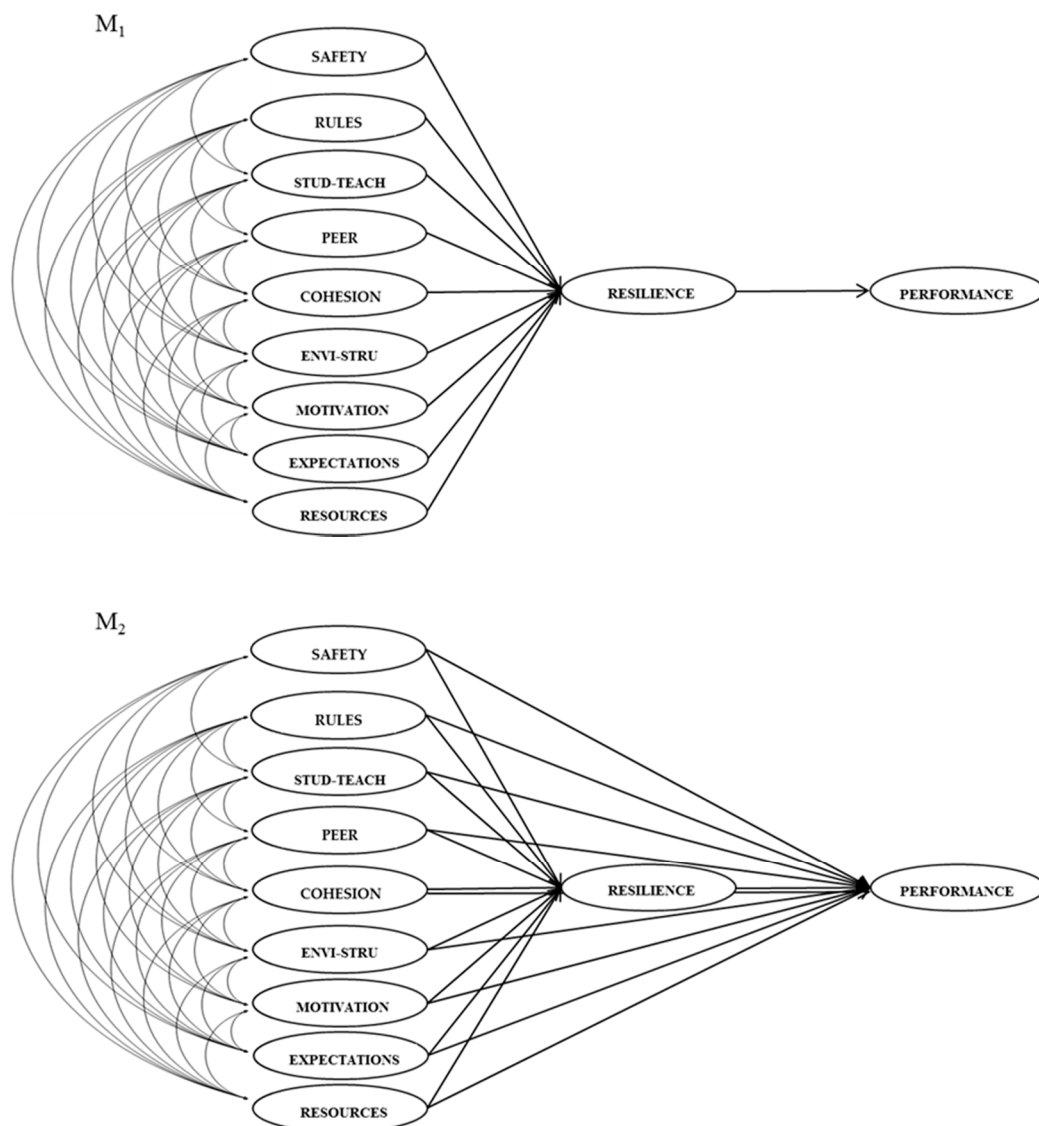 M₁
SAFETY
RULES
STUD-TEACH
PEER
COHESION
RESILIENCE
PERFORMANCE
ENVI-STRU
MOTIVATION
EXPECTATIONS
RESOURCES
M₂
SAFETY
RULES
STUD-TEACH
PEER
COHESION
RESILIENCE
PERFORMANCE
ENVI-STRU
MOTIVATION
EXPECTATIONS
RESOURCES